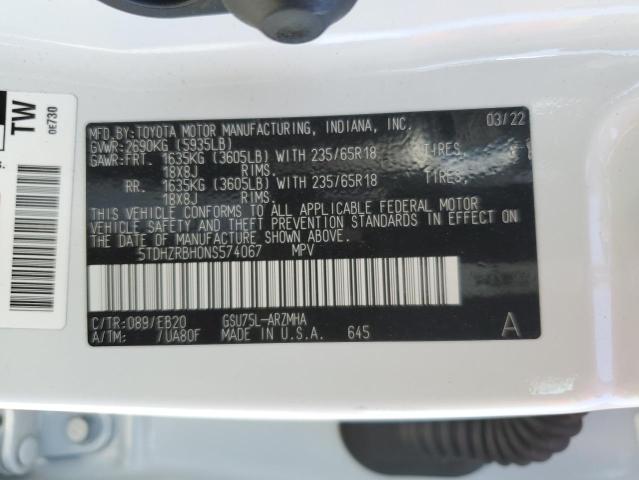 TW
0E730
MFD.BY:TOYOTA MOTOR MANUFACTURING, INDIANA, INC. 03/22
GVWR:2690KG (5935LB)
GAWR:FRT. 1635KG (3605LB) WITH 235/65R18 TIRES,
18X8J RIMS,
RR. 1635KG (3605LB) WITH 235/65R18 TIRES,
18X8J RIMS.
THIS VEHICLE CONFORMS TO ALL APPLICABLE FEDERAL MOTOR
VEHICLE SAFETY AND THEFT PREVENTION STANDARDS IN EFFECT ON
THE DATE OF MANUFACTURE SHOWN ABOVE.
5TDHZRBH0NS574067 MPV
C/TR:089/EB20 GSU75L-ARZMHA
A/TM: /UA80F MADE IN U.S.A. 645 A